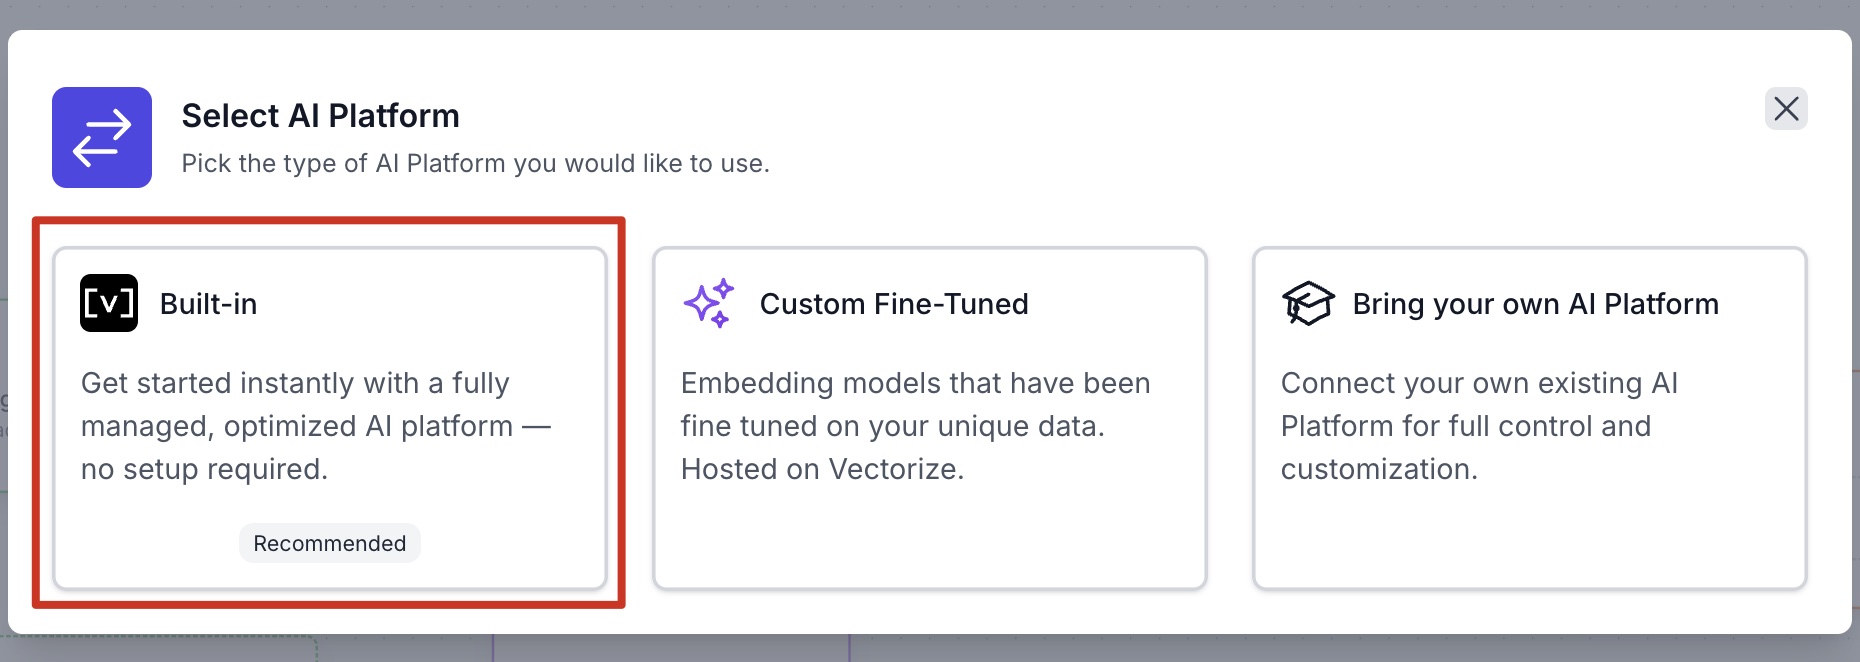 Select AI Platform
Pick the type of AI Platform you would like to use.
[v] Built-in
Get started instantly with a fully
managed, optimized AI platform —
no setup required.
Recommended
Custom Fine-Tuned
Embedding models that have been
fine tuned on your unique data.
Hosted on Vectorize.
Bring your own AI Platform
Connect your own existing AI
Platform for full control and
customization.